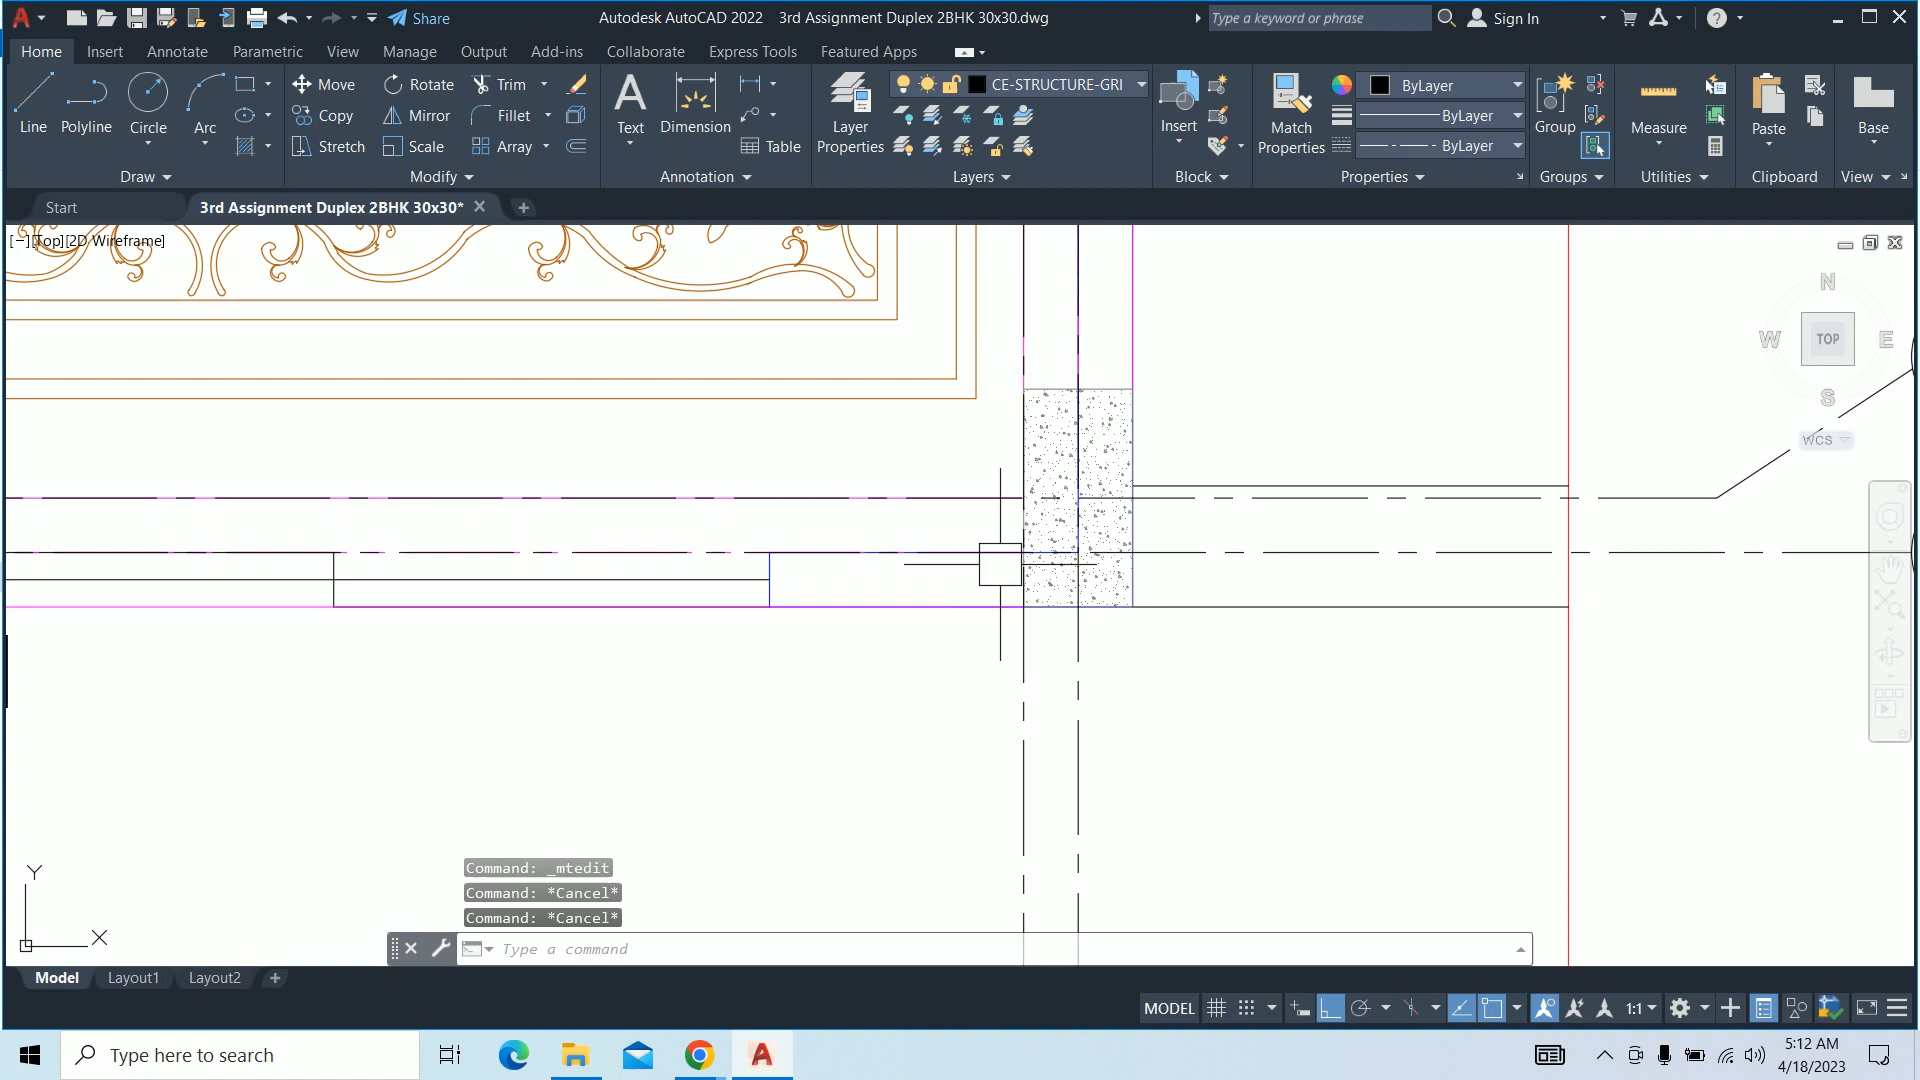 Share
Autodesk AutoCAD 2022 3rd Assignment Duplex 2BHK 30x30.dwg
Type a keyword or phrase
Sign In
Home Insert Annotate Parametric View Manage Output Add-ins Collaborate Express Tools Featured Apps
Line Polyline Circle Arc
Move Rotate Trim
Copy Mirror Fillet
Stretch Scale Array
Text Dimension Table
Layer Properties
CE-STRUCTURE-GRI
Insert
Match Properties
ByLayer
ByLayer
ByLayer
Group Measure Paste Base
Draw Modify Annotation Layers Block Properties Groups Utilities Clipboard View
Start 3rd Assignment Duplex 2BHK 30x30*
[−][Top][2D Wireframe]
N
W TOP E
S
WCS
Y
X
Command: _mtedit
Command: *Cancel*
Command: *Cancel*
Type a command
Model Layout1 Layout2
MODEL 1:1
Type here to search
5:12 AM
4/18/2023